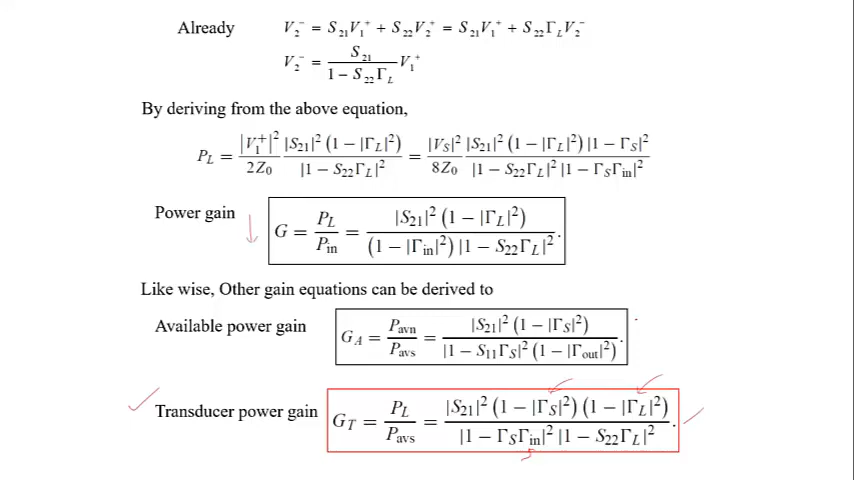 Already V₂⁻ = S₂₁V₁⁺ + S₂₂V₂⁺ = S₂₁V₁⁺ + S₂₂Γ_L V₂⁻
V₂⁻ = S₂₁ / (1 − S₂₂Γ_L) V₁⁺
By deriving from the above equation,
P_L = |V₁⁺|² / 2Z₀ · |S₂₁|² (1 − |Γ_L|²) / |1 − S₂₂Γ_L|² = |V_S|² / 8Z₀ · |S₂₁|² (1 − |Γ_L|²) |1 − Γ_S|² / |1 − S₂₂Γ_L|² |1 − Γ_SΓ_in|²
Power gain G = P_L / P_in = |S₂₁|² (1 − |Γ_L|²) / (1 − |Γ_in|²) |1 − S₂₂Γ_L|².
Like wise, Other gain equations can be derived to
Available power gain G_A = P_avn / P_avs = |S₂₁|² (1 − |Γ_S|²) / |1 − S₁₁Γ_S|² (1 − |Γ_out|²).
Transducer power gain G_T = P_L / P_avs = |S₂₁|² (1 − |Γ_S|²) (1 − |Γ_L|²) / |1 − Γ_SΓ_in|² |1 − S₂₂Γ_L|².